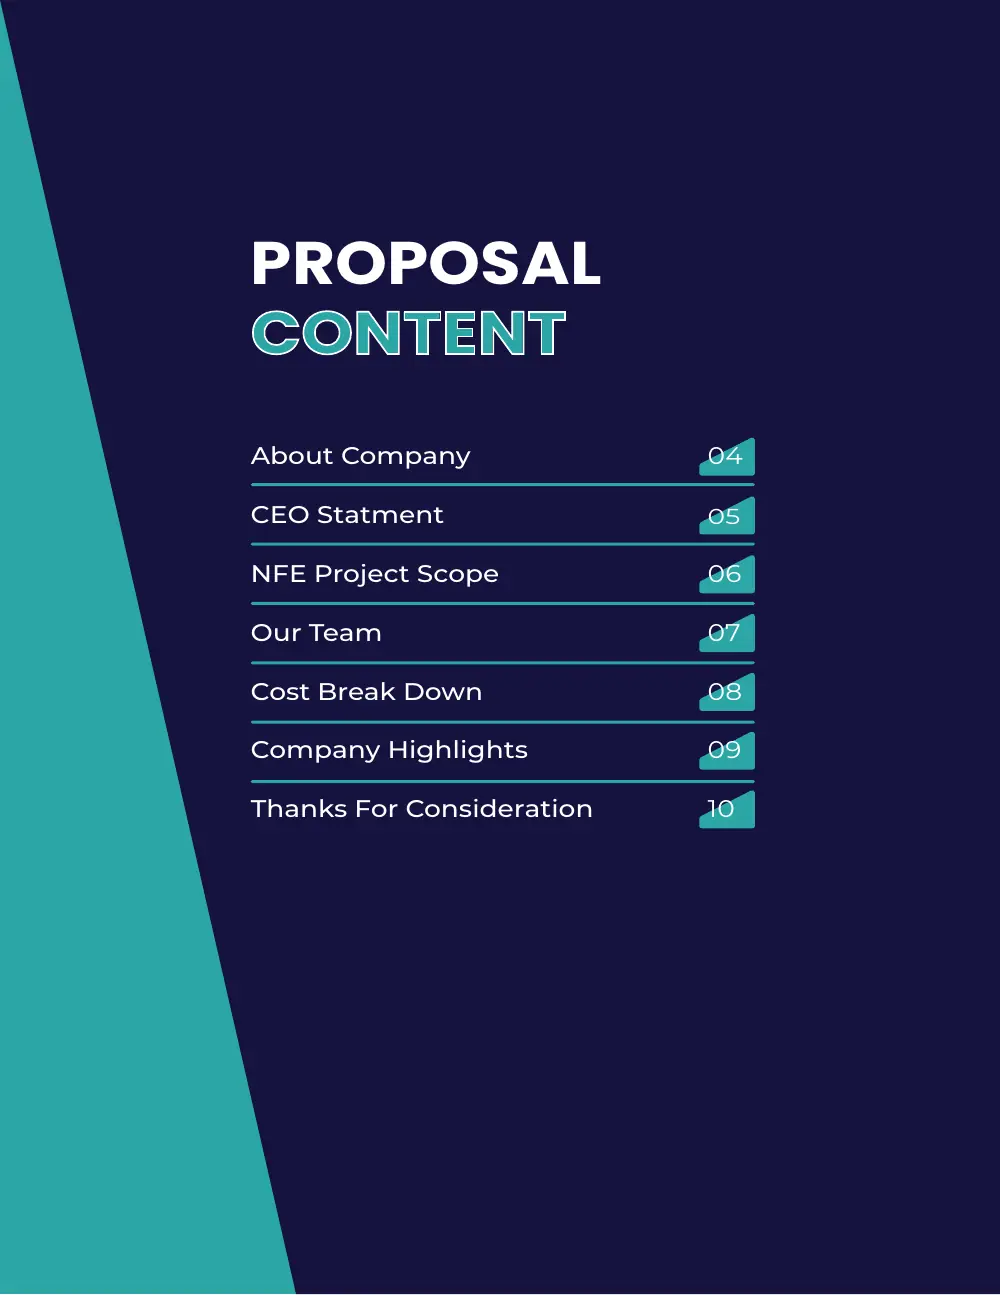 PROPOSAL
CONTENT
About Company 04
CEO Statment 05
NFE Project Scope 06
Our Team 07
Cost Break Down 08
Company Highlights 09
Thanks For Consideration 10